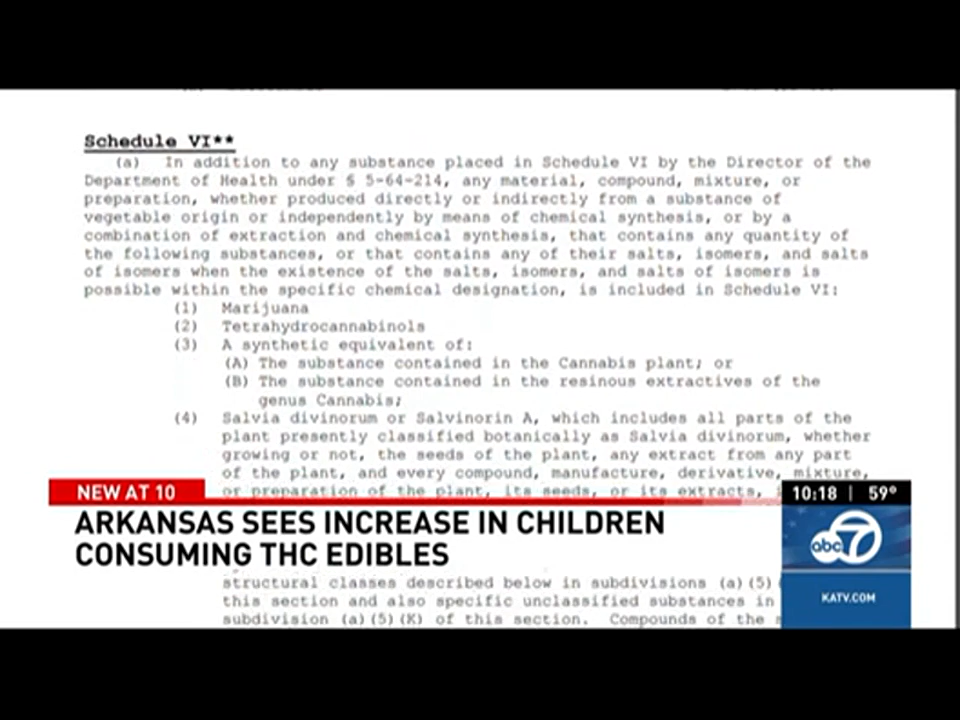 Schedule VI**
(a) In addition to any substance placed in Schedule VI by the Director of the
Department of Health under § 5-64-214, any material, compound, mixture, or
preparation, whether produced directly or indirectly from a substance of
vegetable origin or independently by means of chemical synthesis, or by a
combination of extraction and chemical synthesis, that contains any quantity of
the following substances, or that contains any of their salts, isomers, and salts
of isomers when the existence of the salts, isomers, and salts of isomers is
possible within the specific chemical designation, is included in Schedule VI:
(1) Marijuana
(2) Tetrahydrocannabinols
(3) A synthetic equivalent of:
(A) The substance contained in the Cannabis plant; or
(B) The substance contained in the resinous extractives of the
genus Cannabis;
(4) Salvia divinorum or Salvinorin A, which includes all parts of the
plant presently classified botanically as Salvia divinorum, whether
growing or not, the seeds of the plant, any extract from any part
of the plant, and every compound, manufacture, derivative, mixture,
or preparation of the plant, its seeds, or its extracts,
NEW AT 10
10:18 | 59°
ARKANSAS SEES INCREASE IN CHILDREN
CONSUMING THC EDIBLES
abc 7
KATV.COM
structural classes described below in subdivisions (a)(5)
this section and also specific unclassified substances in
subdivision (a)(5)(K) of this section. Compounds of the